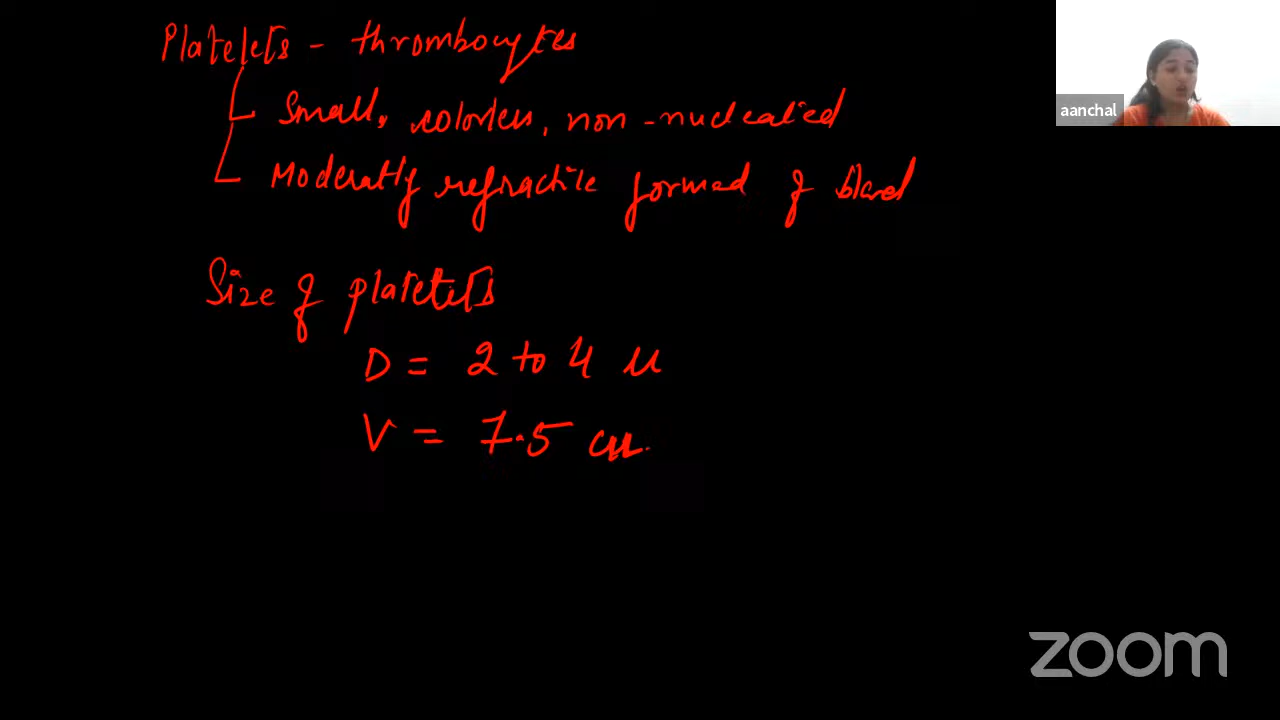 Platelets - thrombocytes
Small, colorless, non-nucleated
Moderatly refractile formed of blood
Size of platelets
D = 2 to 4 µ
V = 7.5 cµ.
aanchal
zoom